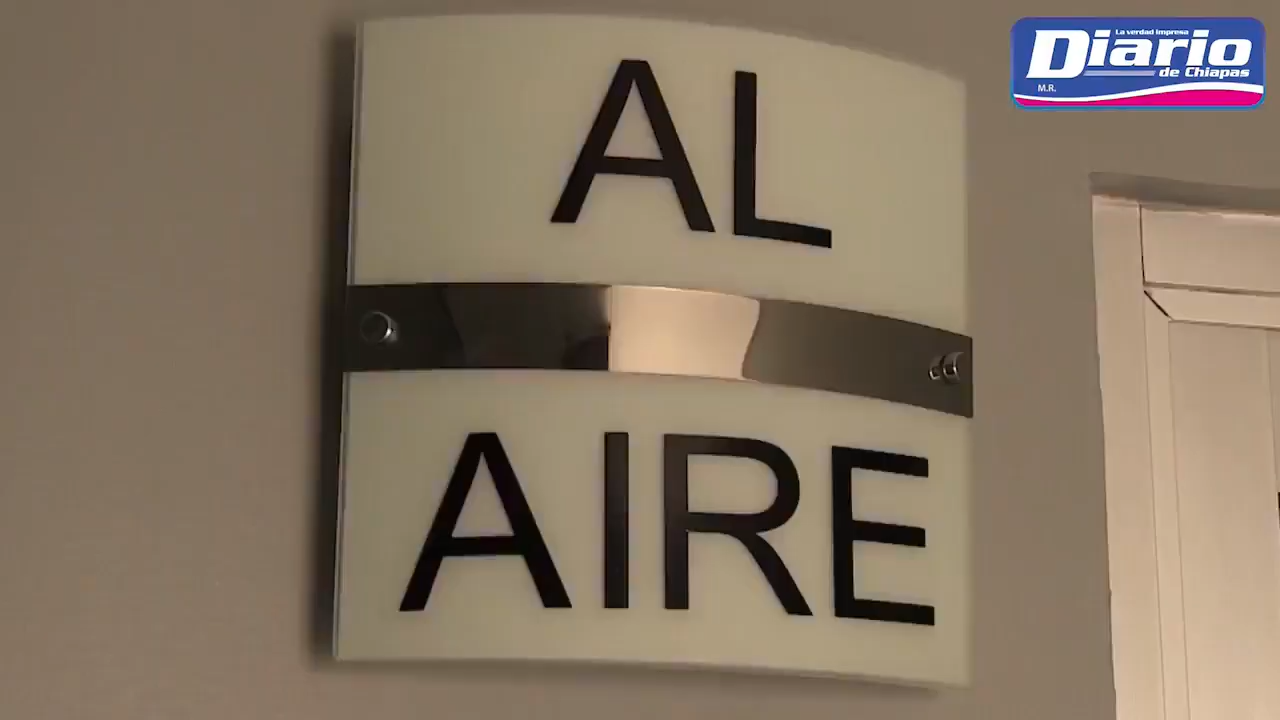 AL
AIRE
La verdad impresa
Diario
de Chiapas
M.R.